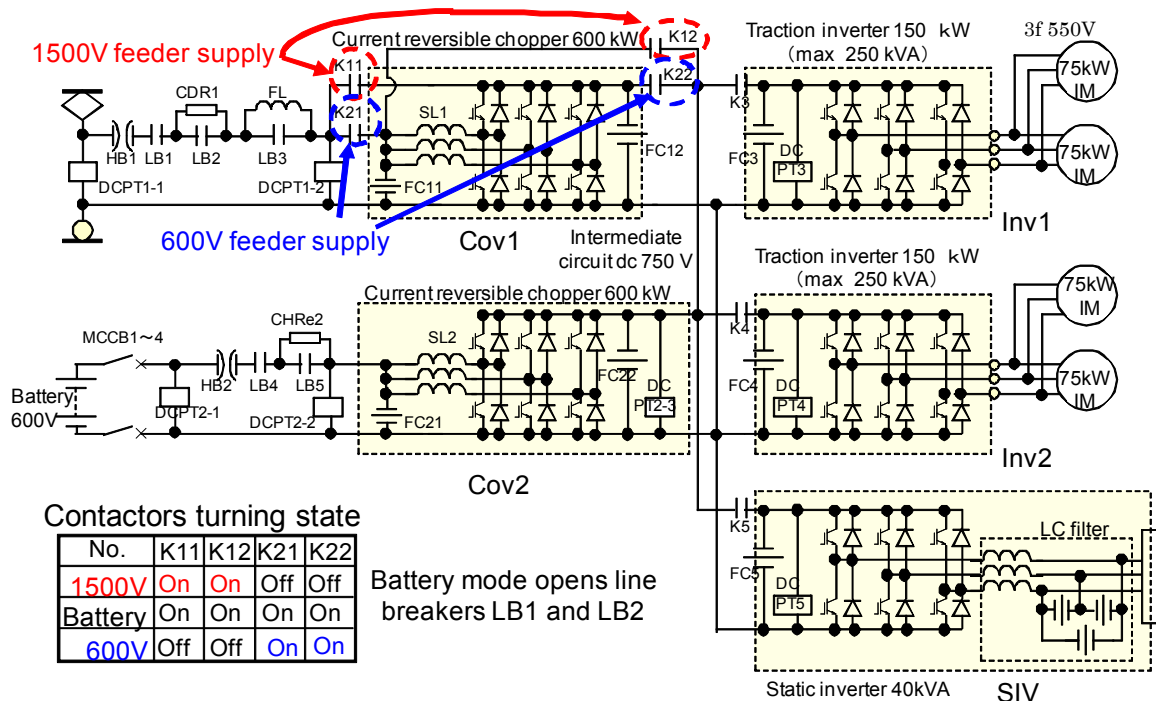 1500V feeder supply
Current reversible chopper 600 kW
K12
Traction inverter 150 kW
(max 250 kVA)
3f 550V
K11
K22
75kW
IM
CDR1
FL
K21
SL1
K3
HB1
LB1
LB2
LB3
FC12
FC3
DC
PT3
75kW
IM
DCPT1-1
DCPT1-2
FC11
600V feeder supply
Cov1
Intermediate
circuit dc 750 V
Inv1
Traction inverter 150 kW
(max 250 kVA)
Current reversible chopper 600 kW
75kW
IM
MCCB1~4
CHRe2
SL2
K4
HB2
LB4
LB5
FC22
DC
PT2-3
FC4
DC
PT4
75kW
IM
Battery
600V
DCPT2-1
DCPT2-2
FC21
Cov2
Inv2
Contactors turning state
No. K11 K12 K21 K22
1500V On On Off Off
Battery On On On On
600V Off Off On On
Battery mode opens line
breakers LB1 and LB2
K5
LC filter
FC5
DC
PT5
Static inverter 40kVA
SIV